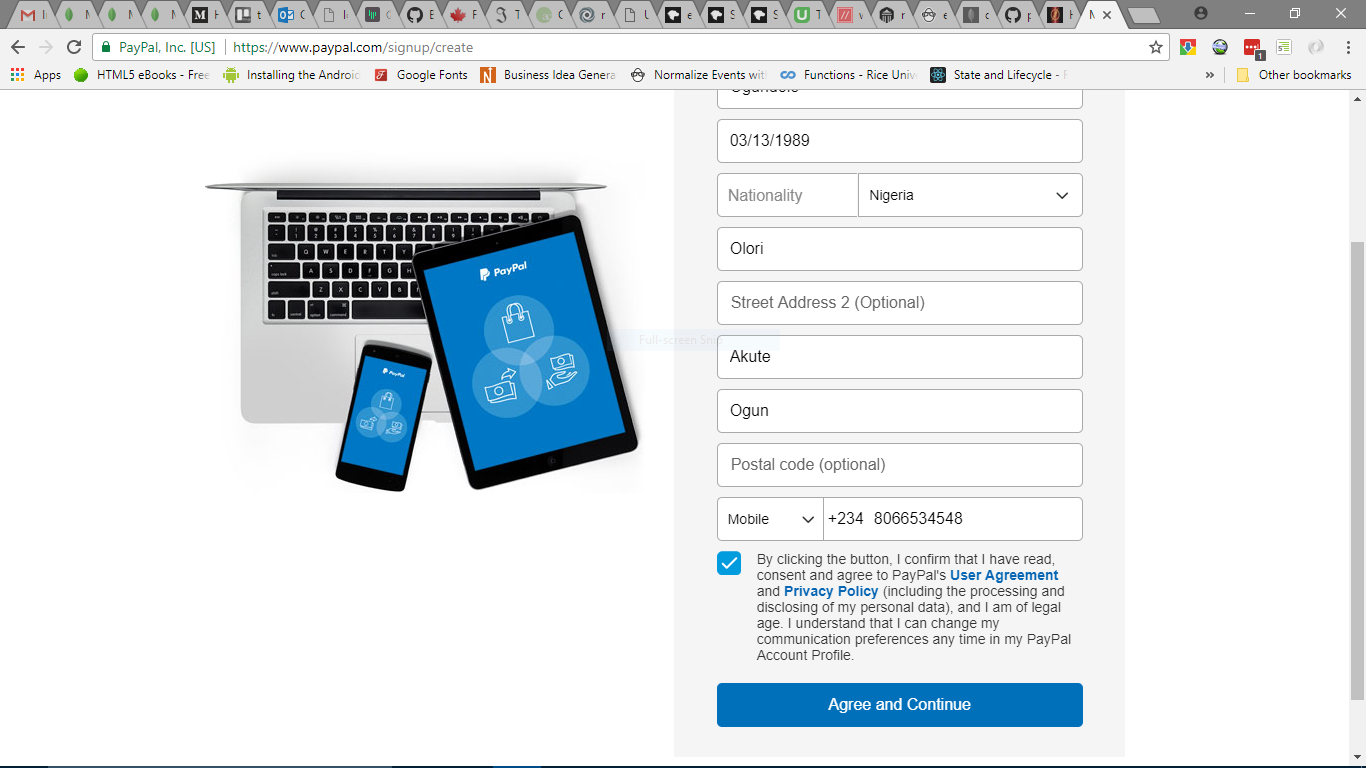 PayPal, Inc. [US]
https://www.paypal.com/signup/create
Apps
HTML5 eBooks - Free
Installing the Androi
Google Fonts
Business Idea Genera
Normalize Events wit
Functions - Rice Univ
State and Lifecycle -
»
Other bookmarks
03/13/1989
Nationality
Nigeria
Olori
Street Address 2 (Optional)
Full-screen Snip
Akute
Ogun
Postal code (optional)
Mobile
+234 8066534548
By clicking the button, I confirm that I have read,
consent and agree to PayPal's User Agreement
and Privacy Policy (including the processing and
disclosing of my personal data), and I am of legal
age. I understand that I can change my
communication preferences any time in my PayPal
Account Profile.
Agree and Continue
PayPal
PayPal